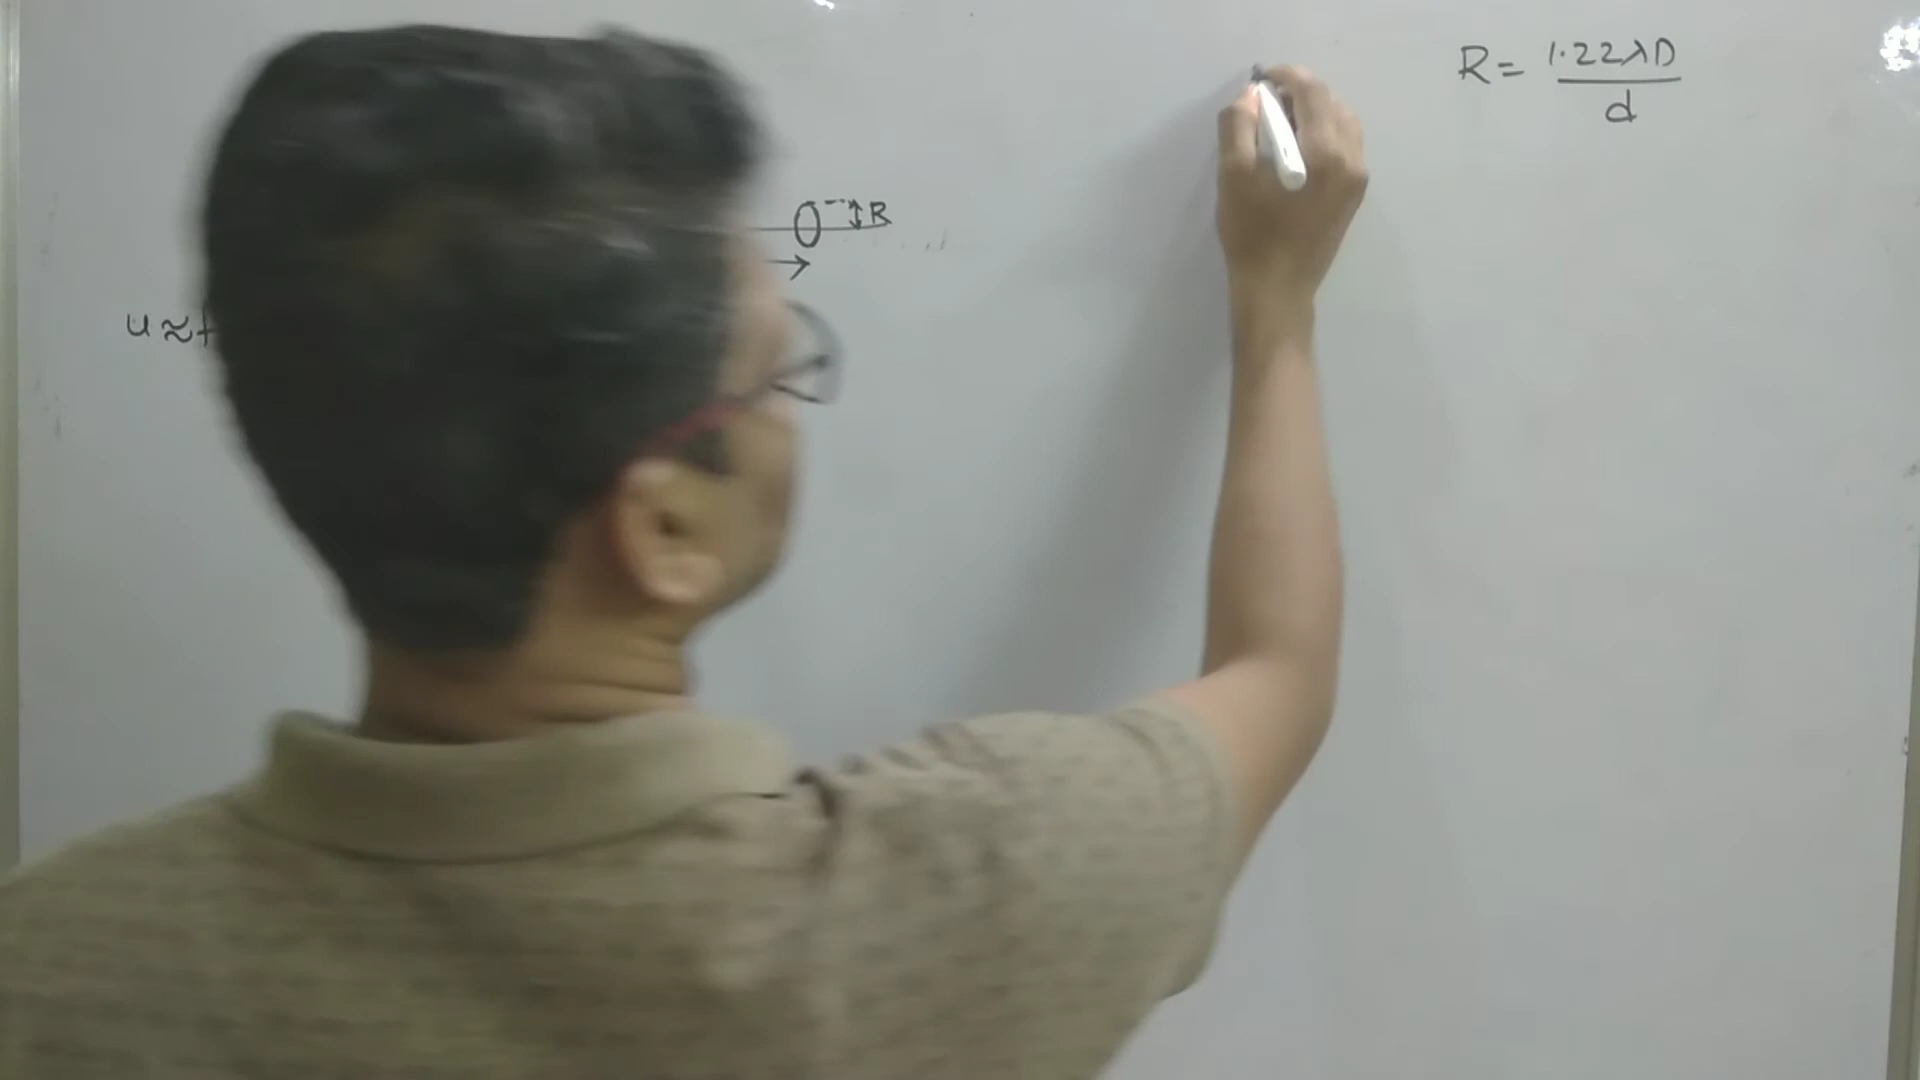 R = 1.22λD / d
R
u ≈ f